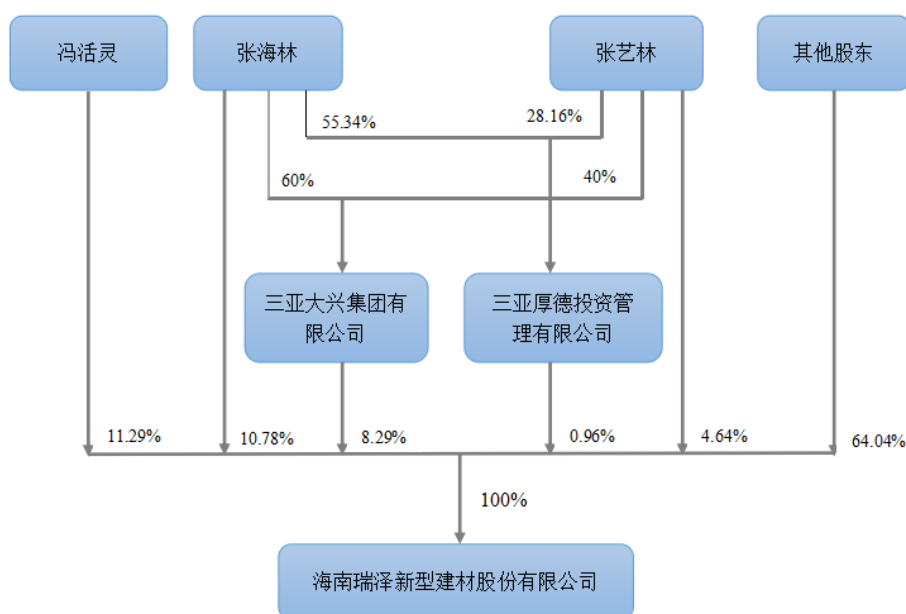 冯活灵
张海林
张艺林
其他股东
55.34%
28.16%
60%
40%
三亚大兴集团有
限公司
三亚厚德投资管
理有限公司
11.29%
10.78%
8.29%
0.96%
4.64%
64.04%
100%
海南瑞泽新型建材股份有限公司